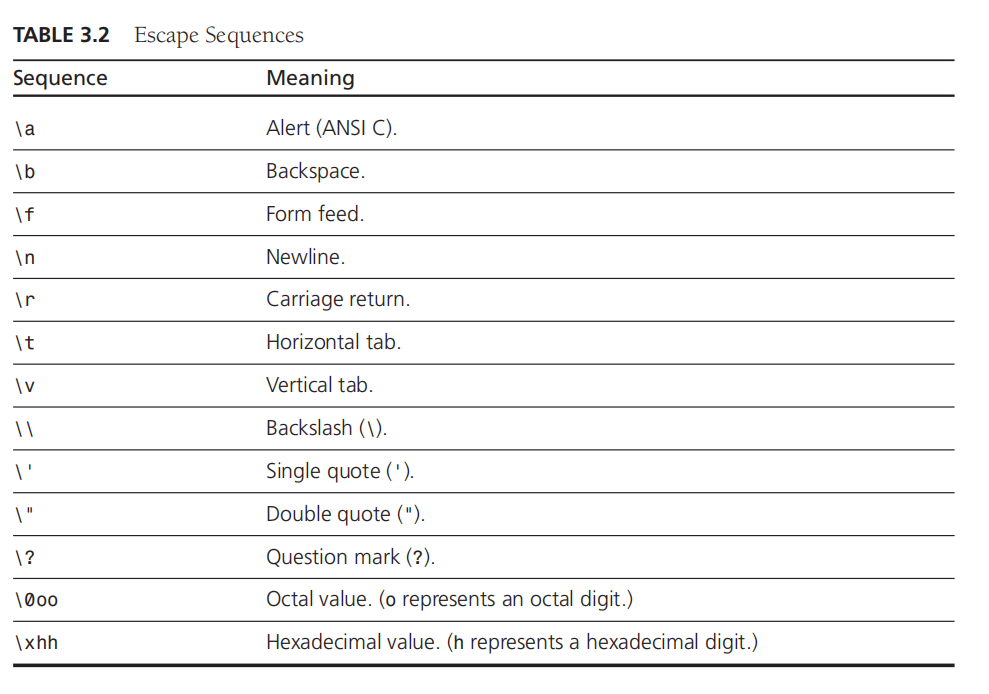 TABLE 3.2 Escape Sequences
Sequence Meaning
\a Alert (ANSI C).
\b Backspace.
\f Form feed.
\n Newline.
\r Carriage return.
\t Horizontal tab.
\v Vertical tab.
\\ Backslash (\).
\' Single quote (').
\" Double quote (").
\? Question mark (?).
\0oo Octal value. (o represents an octal digit.)
\xhh Hexadecimal value. (h represents a hexadecimal digit.)